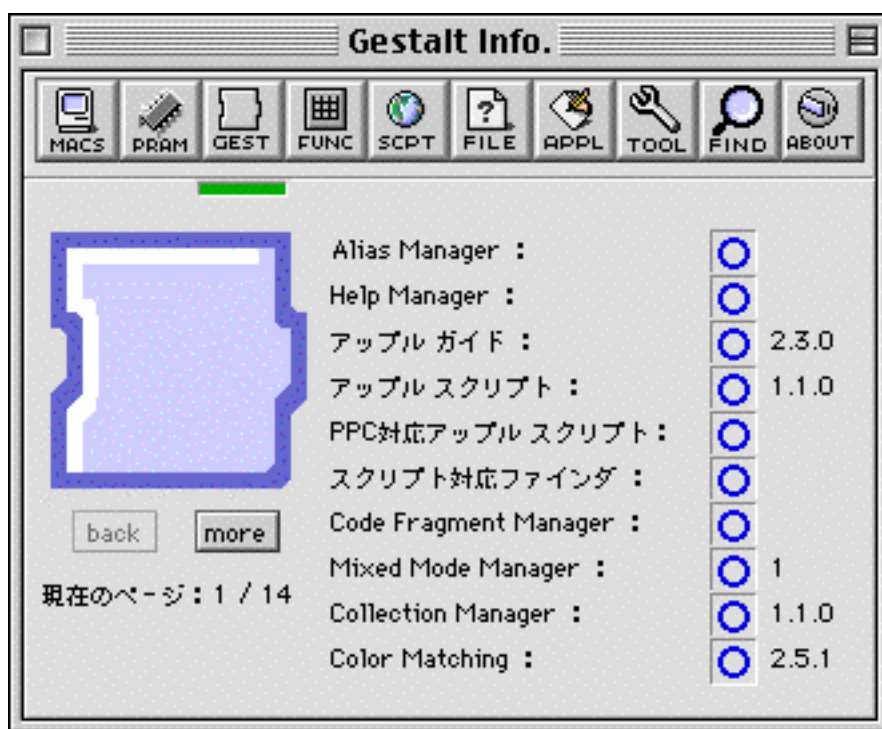 Gestalt Info.
MACS PRAM GEST FUNC SCPT FILE APPL TOOL FIND ABOUT
Alias Manager :
Help Manager :
アップル ガイド : 2.3.0
アップル スクリプト : 1.1.0
PPC対応アップル スクリプト :
スクリプト対応ファインダ :
Code Fragment Manager :
Mixed Mode Manager : 1
Collection Manager : 1.1.0
Color Matching : 2.5.1
back more
現在のページ : 1 / 14